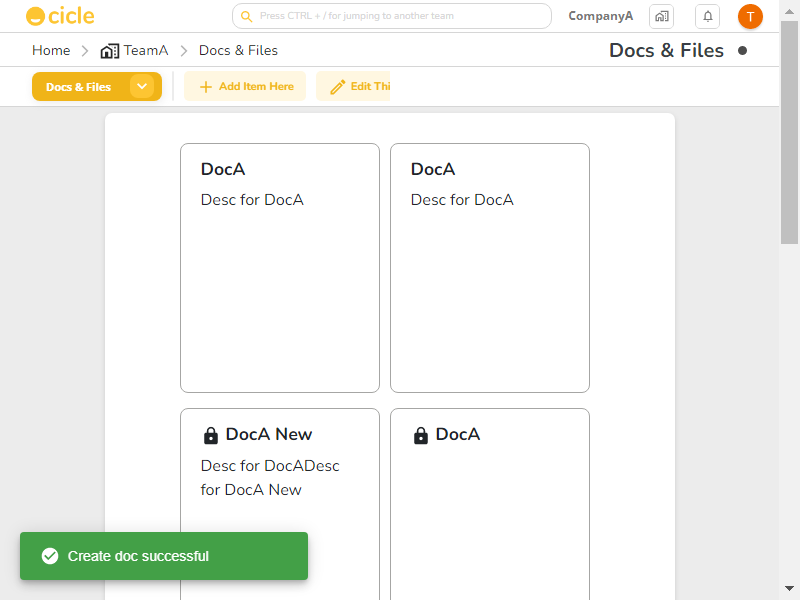 cicle
Press CTRL + / for jumping to another team
CompanyA
T
Home
TeamA
Docs & Files
Docs & Files
Docs & Files
Add Item Here
Edit Thi
DocA
Desc for DocA
DocA
Desc for DocA
DocA New
Desc for DocADesc
for DocA New
DocA
Create doc successful